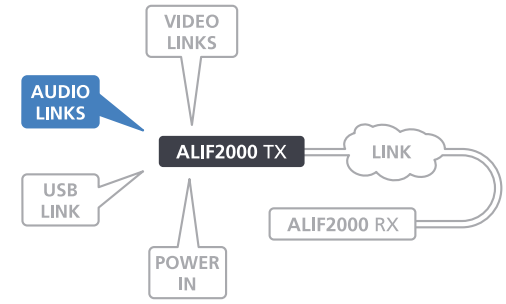 VIDEO
LINKS
AUDIO
LINKS
ALIF2000 TX
LINK
USB
LINK
ALIF2000 RX
POWER
IN